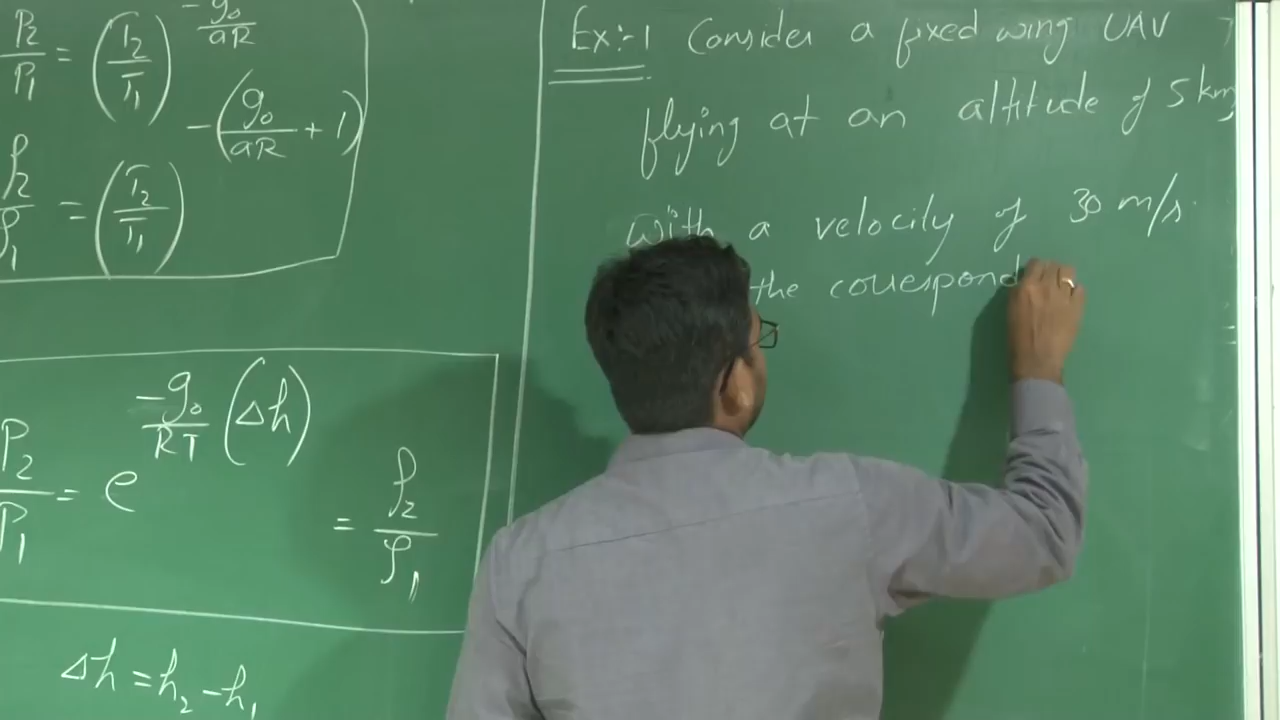 P2/P1 = (T2/T1)^(-g0/aR)
ρ2/ρ1 = (T2/T1)^(-(g0/aR + 1))
P2/P1 = e^(-g0/RT (Δh)) = ρ2/ρ1
Δh = h2 - h1
Ex:-1 Consider a fixed wing UAV
flying at an altitude of 5 km
with a velocity of 30 m/s.
the correspond